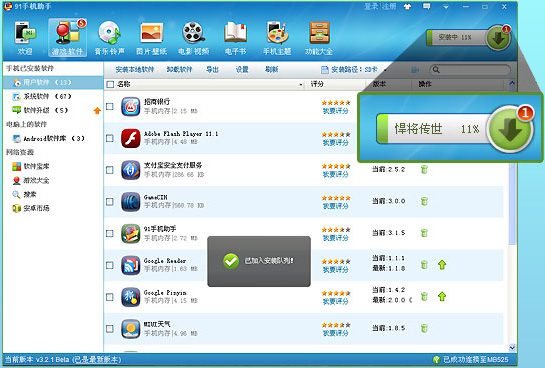 91手机助手
登录 | 注册
欢迎
游戏软件
5
音乐·铃声
图片·壁纸
电影·视频
电子书
手机主题
功能大全
安装中 11%
悍将传世 11%
1
手机已安装软件
用户软件 (13)
系统软件 (67)
软件升级 (5)
电脑上的软件
Android软件库 (3)
网络资源
软件宝库
游戏大全
搜索
安卓市场
安装本地软件 卸载软件 导出 设置 刷新 安装路径：SD卡
名称 评分 版本 操作
招商银行
手机内存|2.15 MB
我要评分
Adobe Flash Player 11.1
手机内存|4.48 MB
我要评分
支付宝安全支付服务
手机内存|286.66 KB
我要评分
当前:2.5.2
GameCIH
手机内存|580.78 KB
我要评分
当前:3.0.0
91手机助手
手机内存|2.72 MB
我要评分
当前:3.1.5
Google Reader
手机内存|1.63 MB
我要评分
当前:1.1.1
最新:1.1.8
Google Pinyin
手机内存|4.15 MB
我要评分
当前:1.4.2
最新:2.0.0 (
MIUI天气
手机内存|4.96 MB
我要评分
当前:1.8.5
已加入安装队列!
当前版本 v3.2.1 Beta (已是最新版本)
已成功连接至MB525